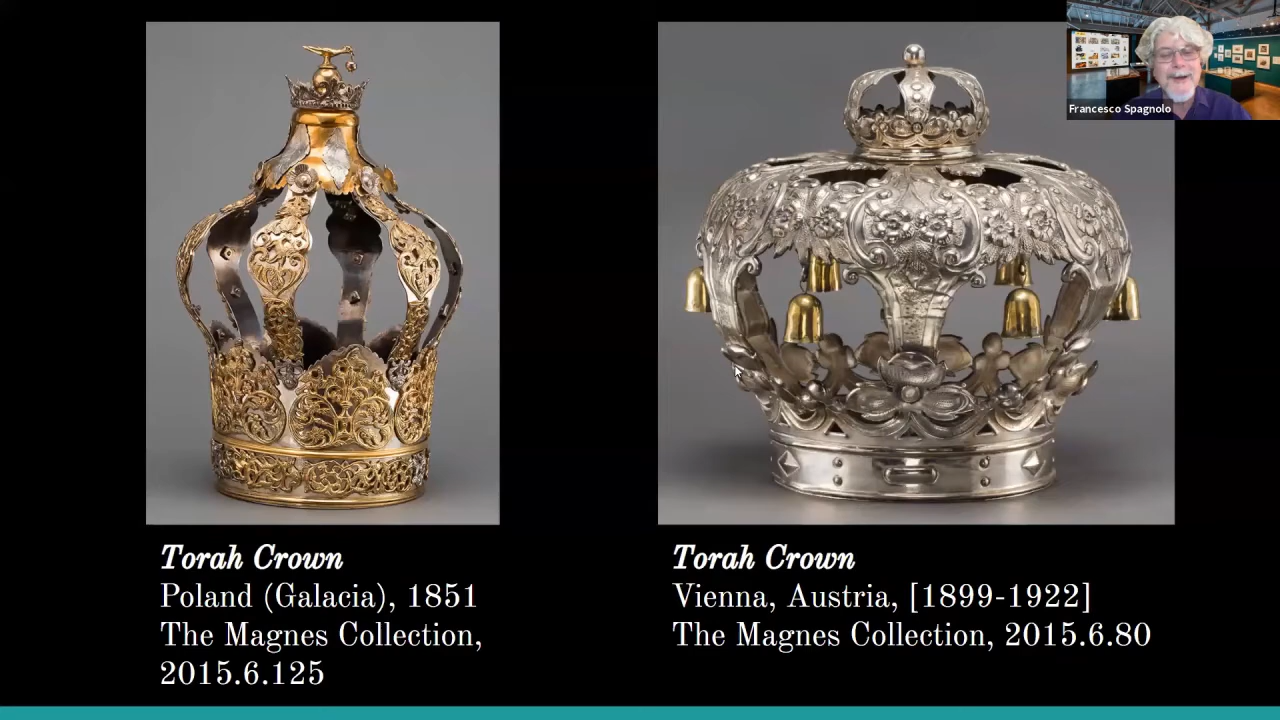 Francesco Spagnolo
Torah Crown
Poland (Galacia), 1851
The Magnes Collection,
2015.6.125
Torah Crown
Vienna, Austria, [1899-1922]
The Magnes Collection, 2015.6.80